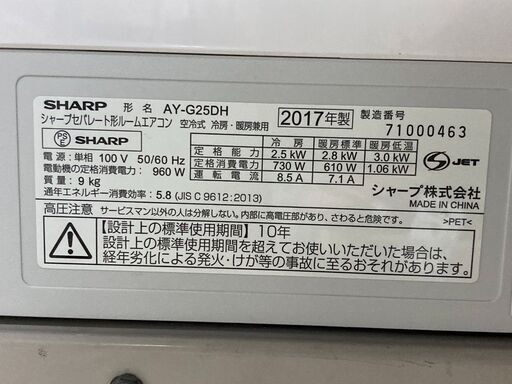 SHARP 形名 AY-G25DH 2017年製 製造番号
シャープセパレート形ルームエアコン 空冷式 冷房・暖房兼用 71000463
PS E SHARP
電源：単相 100 V 50/60 Hz
電動機の定格消費電力： 960 W
質量：9 kg
冷房 暖房標準 暖房低温
定格能力 2.5 kW 2.8 kW 3.0 kW
定格消費電力 730 W 610 W 1.06 kW
運転電流 8.5 A 7.1 A
S JET
通年エネルギー消費効率： 5.8 (JIS C 9612：2013)
シャープ株式会社
MADE IN CHINA
高圧注意 サービスマン以外の人は分解しない。内部に高電圧部があり、さわると危険です。
>PET<
【設計上の標準使用期間】10年
設計上の標準使用期間を超えてお使いいただいた場合は、
経年劣化による発火・けが等の事故に至るおそれがあります。